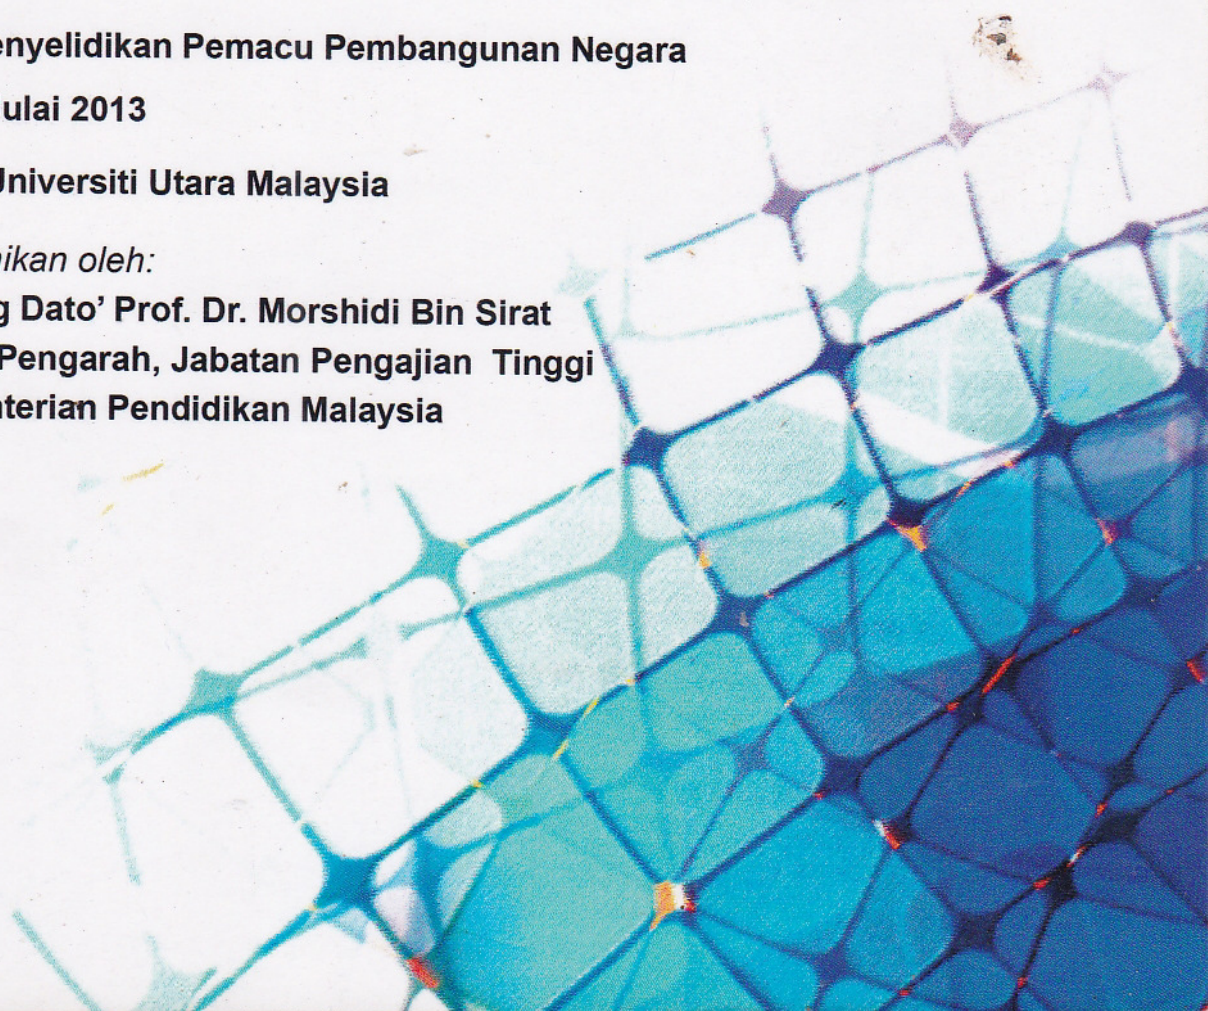 enyelidikan Pemacu Pembangunan Negara
ulai 2013
Universiti Utara Malaysia
ikan oleh:
g Dato’ Prof. Dr. Morshidi Bin Sirat
Pengarah, Jabatan Pengajian Tinggi
terian Pendidikan Malaysia